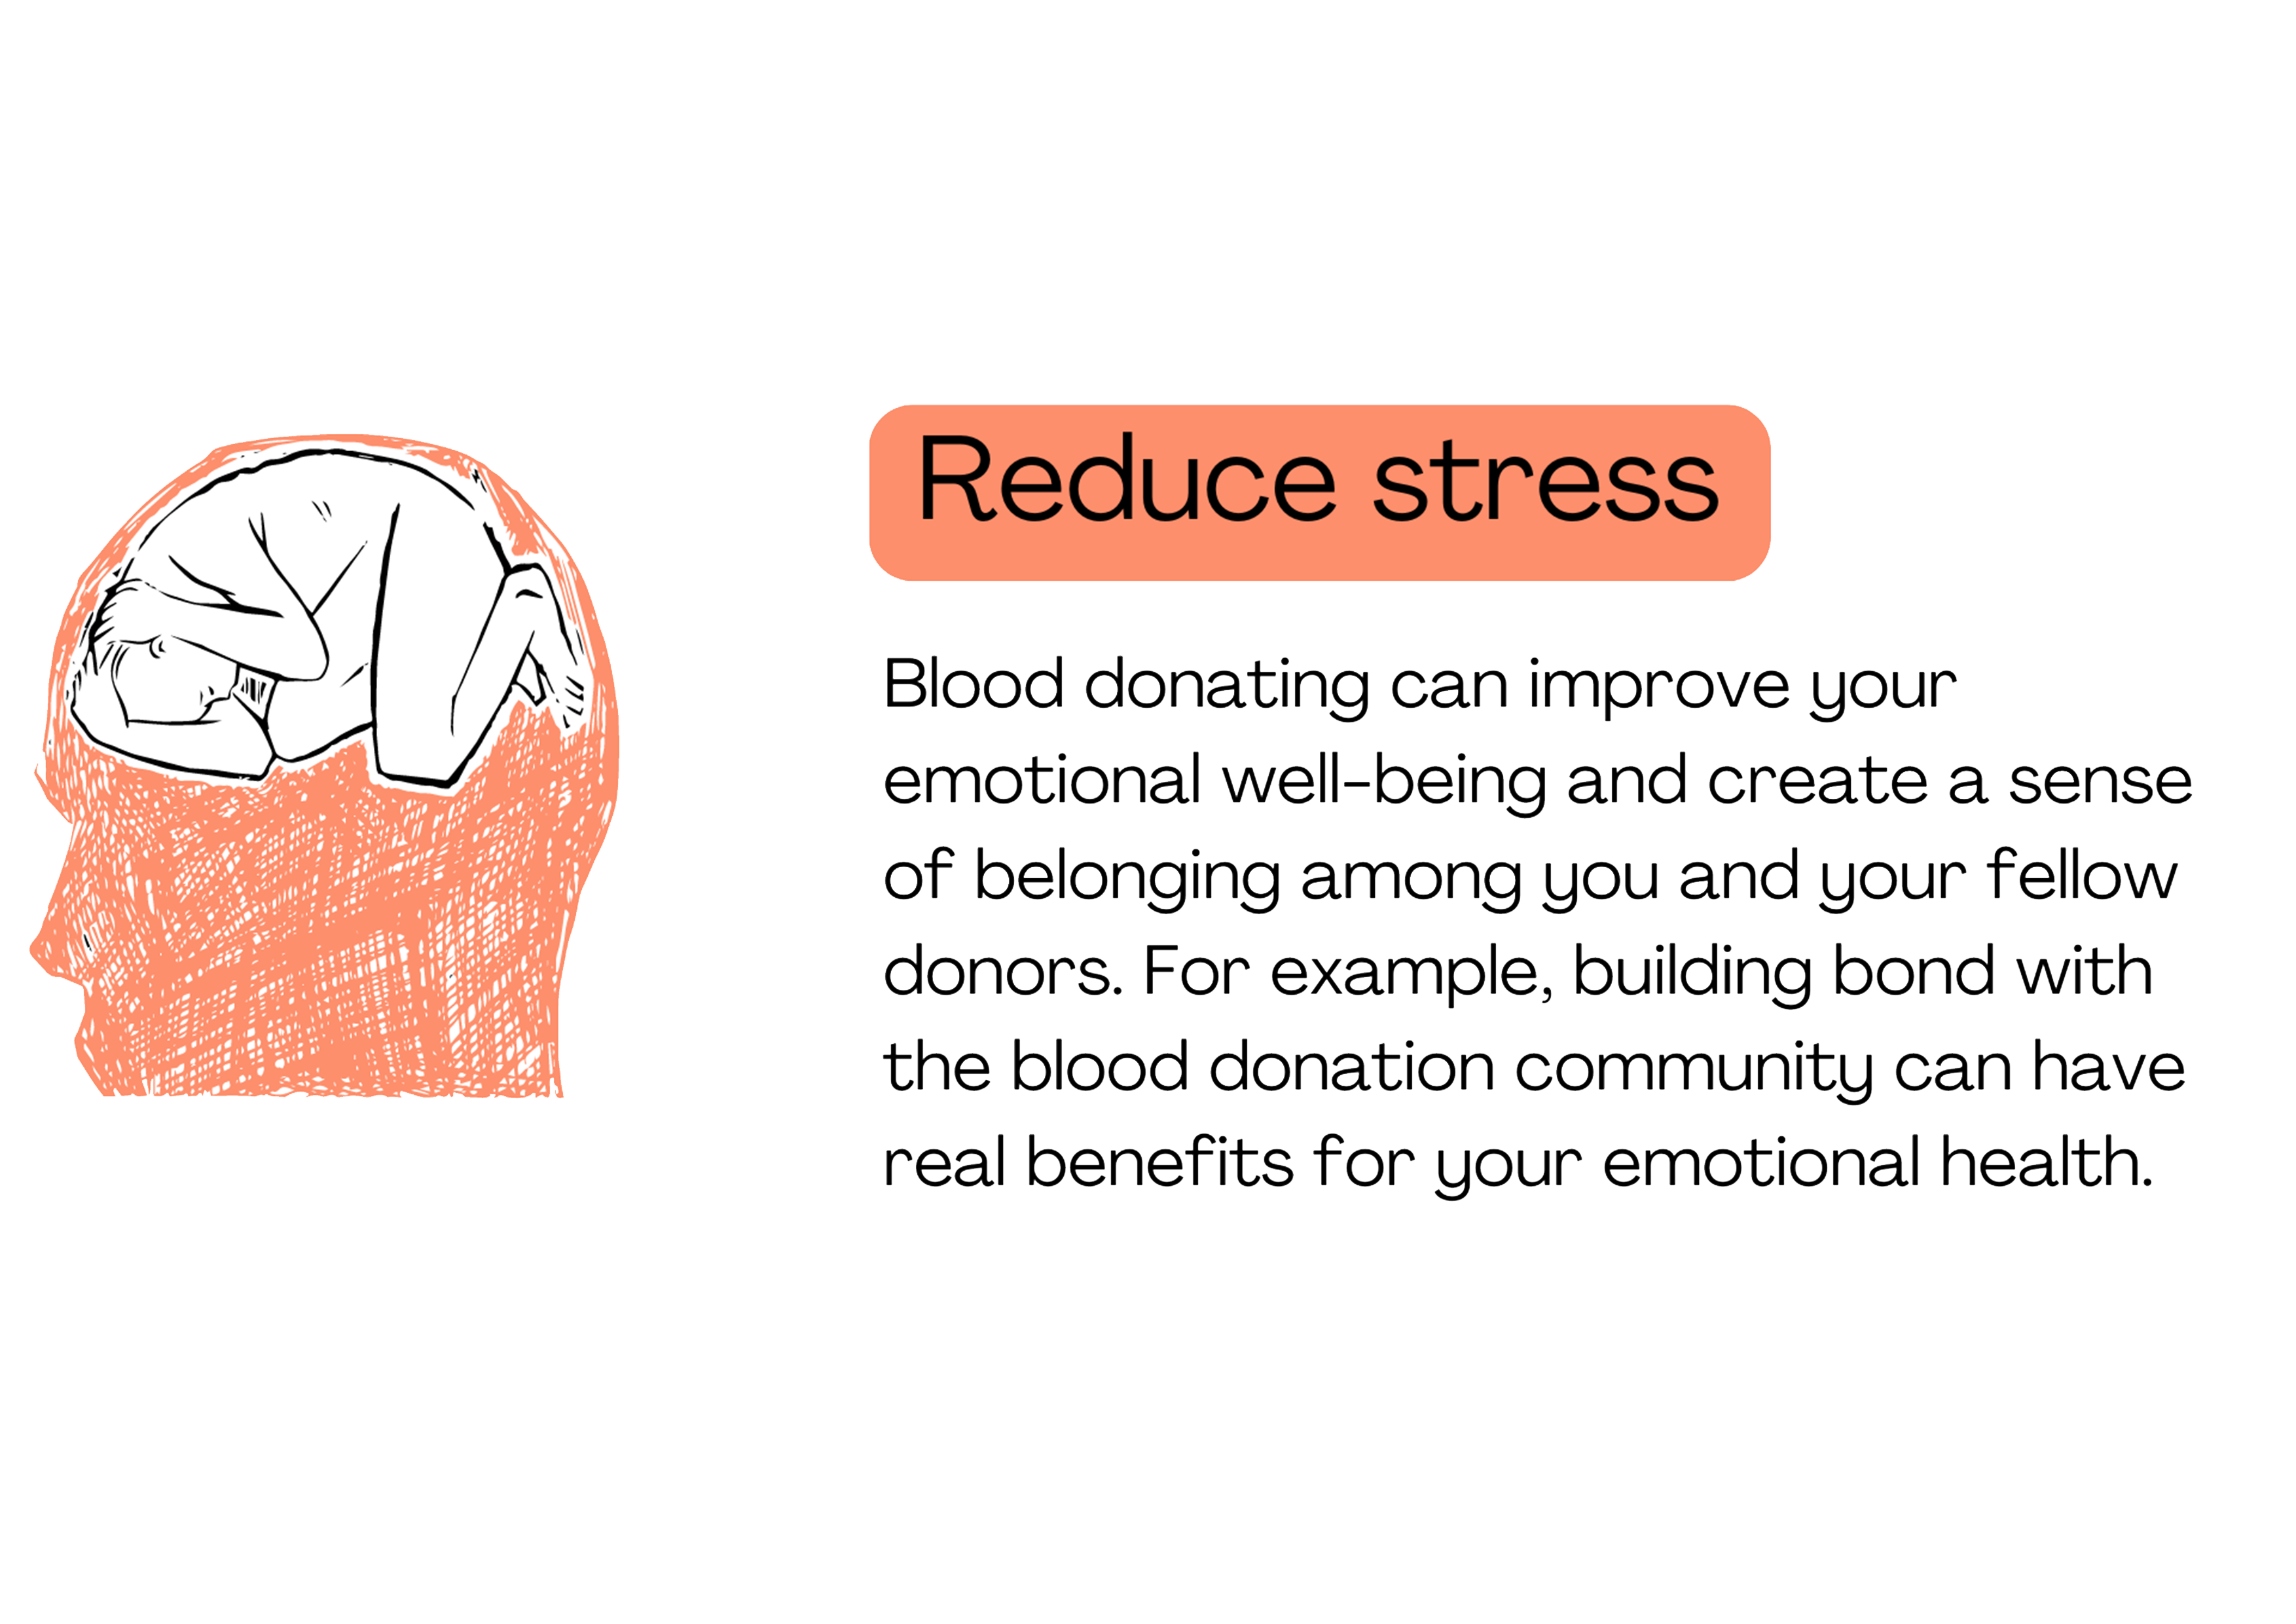 Reduce stress
Blood donating can improve your
emotional well-being and create a sense
of belonging among you and your fellow
donors. For example, building bond with
the blood donation community can have
real benefits for your emotional health.